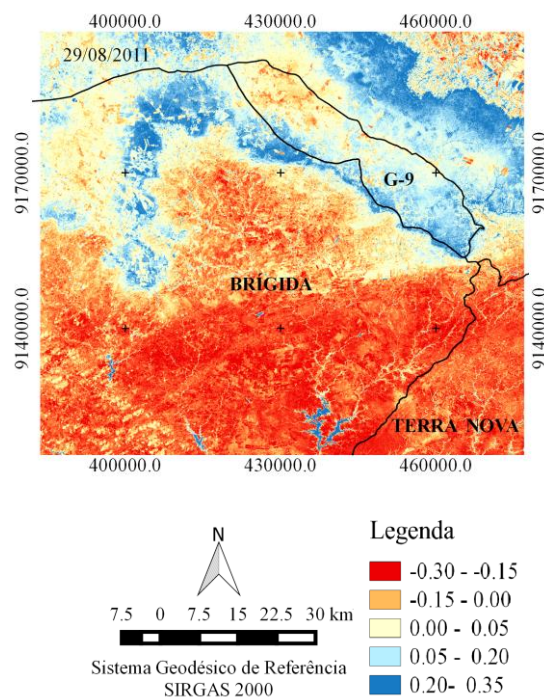 400000.0 430000.0 460000.0
29/08/2011
9170000.0 9170000.0
G-9
BRÍGIDA
9140000.0 9140000.0
TERRA NOVA
400000.0 430000.0 460000.0
N
7.5 0 7.5 15 22.5 30 km
Sistema Geodésico de Referência
SIRGAS 2000
Legenda
-0.30 - -0.15
-0.15 - 0.00
0.00 - 0.05
0.05 - 0.20
0.20- 0.35